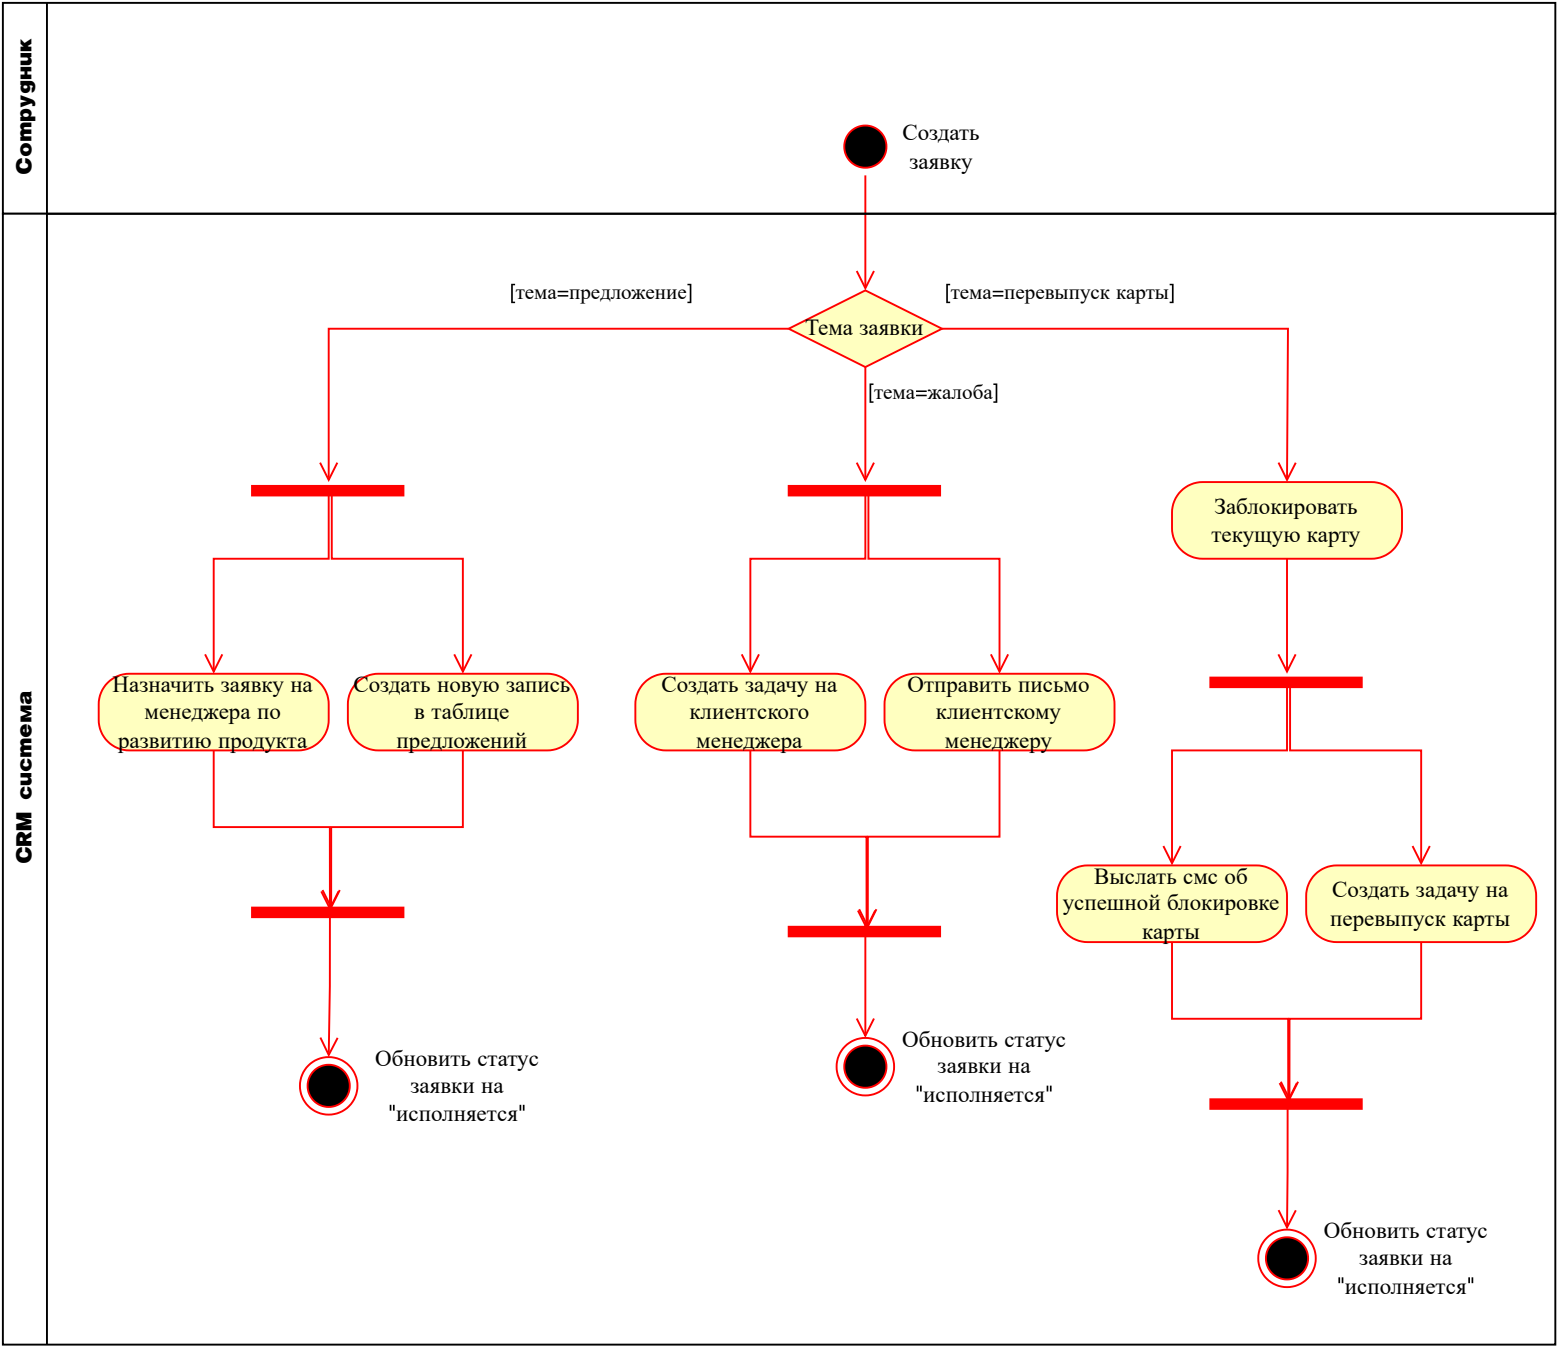 Сотрудник
Создать
заявку
CRM система
[тема=предложение]
[тема=перевыпуск карты]
Тема заявки
[тема=жалоба]
Заблокировать
текущую карту
Назначить заявку на
менеджера по
развитию продукта
Создать новую запись
в таблице
предложений
Создать задачу на
клиентского
менеджера
Отправить письмо
клиентскому
менеджеру
Выслать смс об
успешной блокировке
карты
Создать задачу на
перевыпуск карты
Обновить статус
заявки на
"исполняется"
Обновить статус
заявки на
"исполняется"
Обновить статус
заявки на
"исполняется"